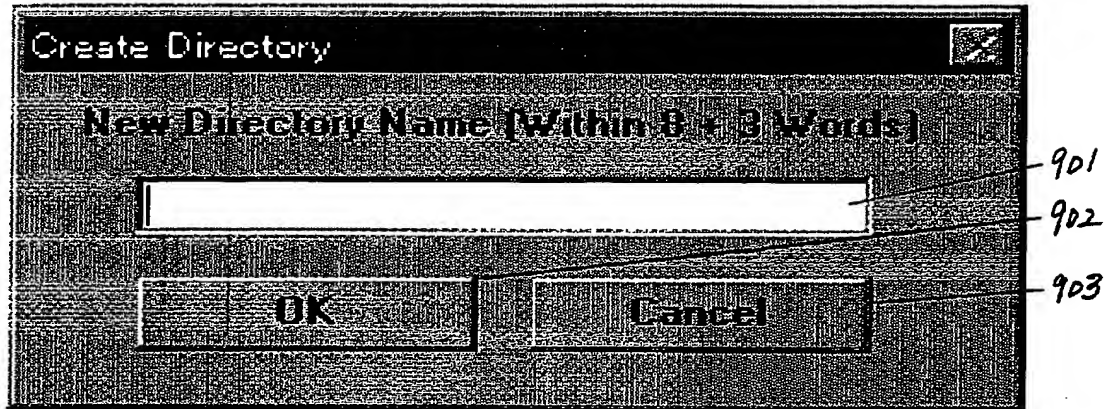 Create Directory
New Directory Name (Within 8 + 3 Words)
901
902
OK Cancel
903